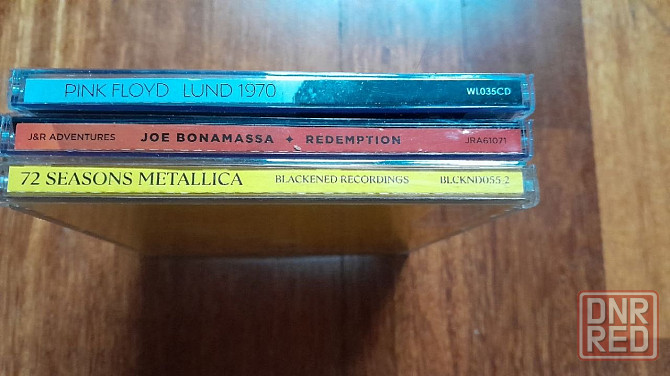 PINK FLOYD LUND 1970 WL035CD
J&R ADVENTURES JOE BONAMASSA + REDEMPTION JRA61071
72 SEASONS METALLICA BLACKENED RECORDINGS BLCKND055-2
DNR
RED